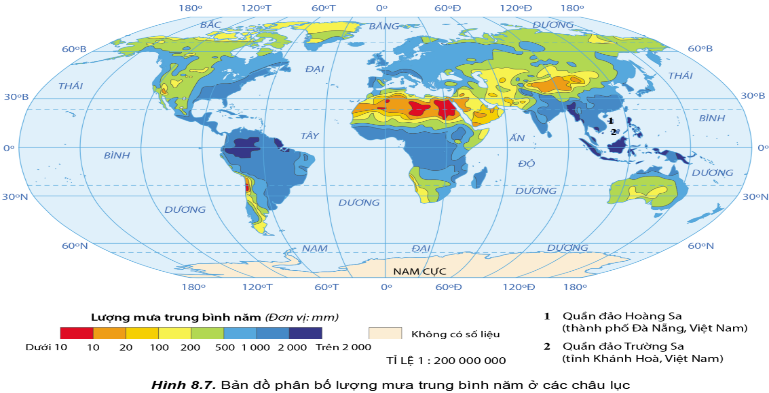 180° 120°T 60°T 0° 60°Đ 120°Đ 180°
BẮC BĂNG DƯƠNG
60°B 60°B
THÁI ĐẠI THÁI
30°B 30°B
TÂY ẤN BÌNH
1
2
0° BÌNH ĐỘ 0°
DƯƠNG DƯƠNG
30°N 30°N
DƯƠNG DƯƠNG
60°N NAM ĐẠI DƯƠNG 60°N
NAM CỰC
180° 120°T 60°T 0° 60°Đ 120°Đ 180°
Lượng mưa trung bình năm (Đơn vị: mm)
Dưới 10 10 20 100 200 500 1 000 2 000 Trên 2 000
Không có số liệu
TỈ LỆ 1 : 200 000 000
1 Quần đảo Hoàng Sa
(thành phố Đà Nẵng, Việt Nam)
2 Quần đảo Trường Sa
(tỉnh Khánh Hoà, Việt Nam)
Hình 8.7. Bản đồ phân bố lượng mưa trung bình năm ở các châu lục